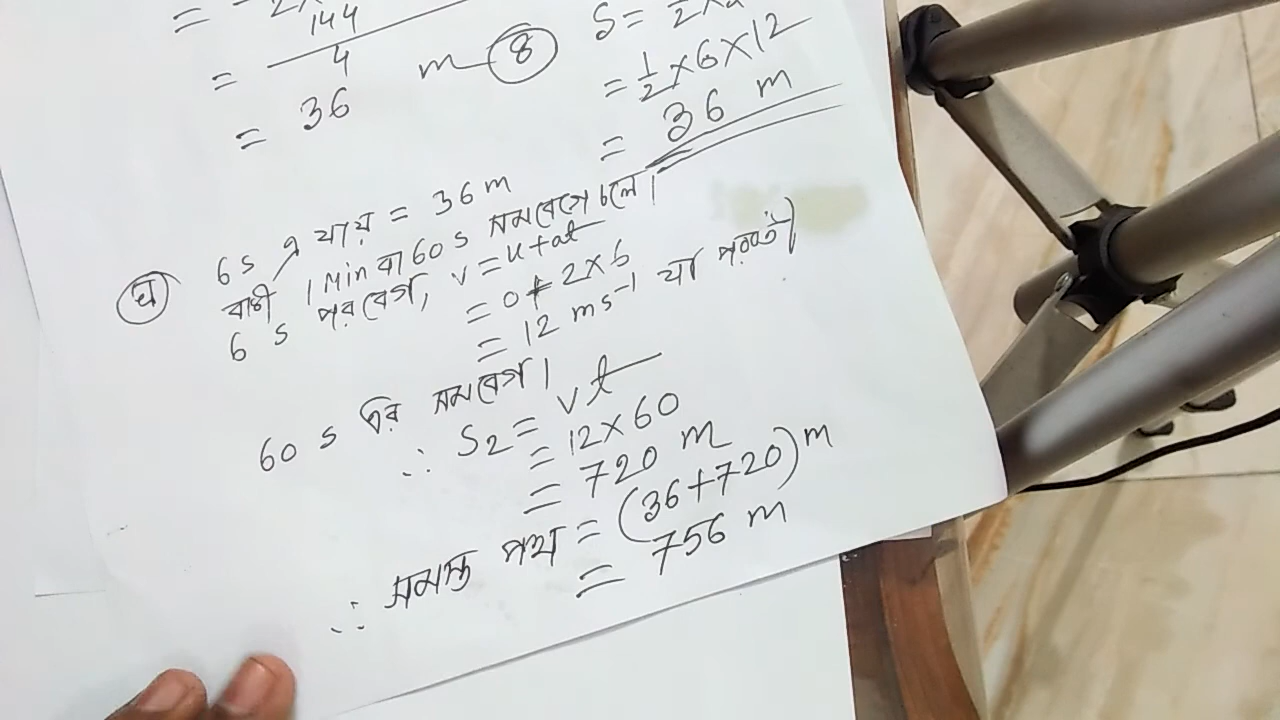 = 144
= 4
= 36 m (8)
S =
= 1/2 × 6 × 12
= 36 m
(ঘ) 6 s এ যায় = 36 m
বাকী 1 Min বা 60 s সমবেগে চলে।
6 s পর বেগ, v = u + at
= 0 + 2 × 6
= 12 ms⁻¹ যা পরবর্তী
60 s এর সমবেগ।
∴ S2 = vt
= 12 × 60
= 720 m
∴ সমস্ত পথ = (36 + 720) m
= 756 m